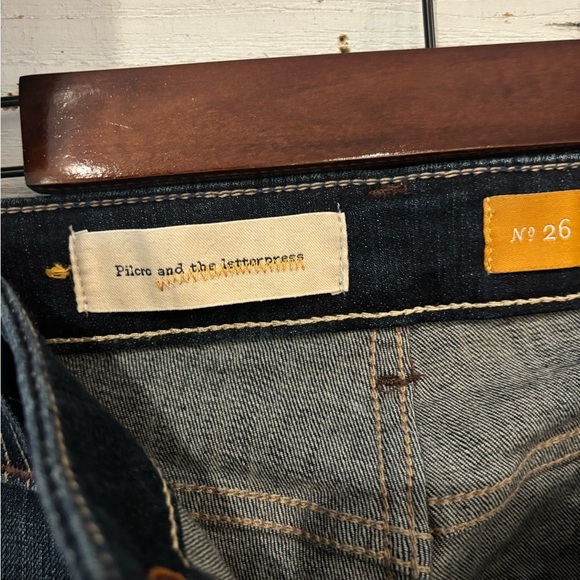 Pilcro and the letterpress
Nº 26